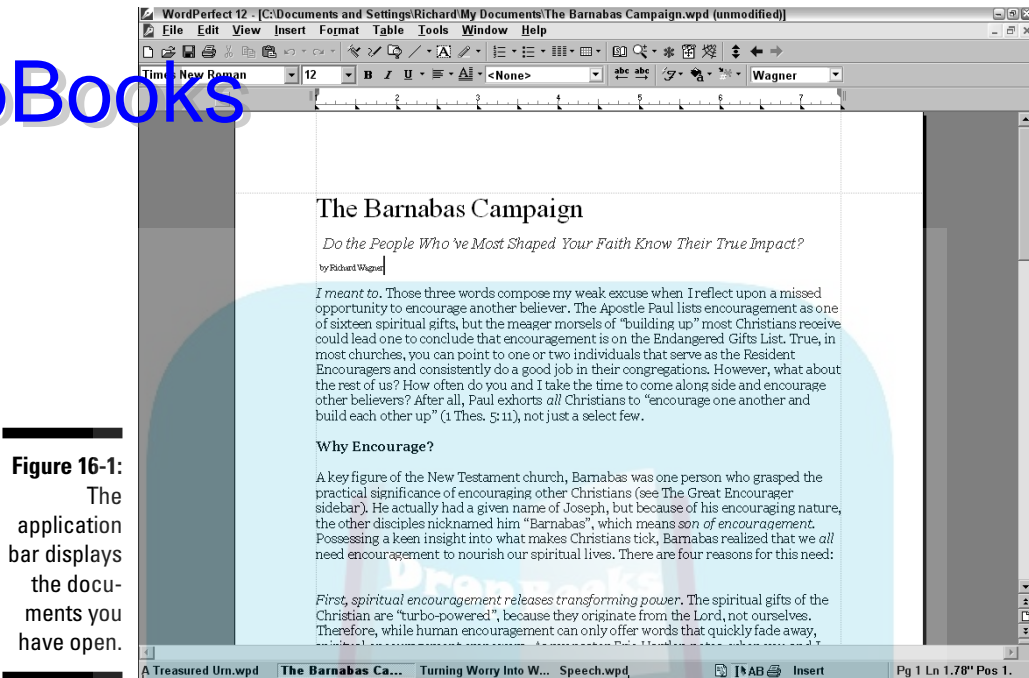 WordPerfect 12 - [C:\Documents and Settings\Richard\My Documents\The Barnabas Campaign.wpd (unmodified)]
File Edit View Insert Format Table Tools Window Help
Times New Roman 12 B I U <None> abc abc Wagner
Books
2 3 4 5 6 7
The Barnabas Campaign
Do the People Who've Most Shaped Your Faith Know Their True Impact?
by Richard Wagner
I meant to. Those three words compose my weak excuse when I reflect upon a missed
opportunity to encourage another believer. The Apostle Paul lists encouragement as one
of sixteen spiritual gifts, but the meager morsels of “building up” most Christians receive
could lead one to conclude that encouragement is on the Endangered Gifts List. True, in
most churches, you can point to one or two individuals that serve as the Resident
Encouragers and consistently do a good job in their congregations. However, what about
the rest of us? How often do you and I take the time to come along side and encourage
other believers? After all, Paul exhorts all Christians to “encourage one another and
build each other up” (1 Thes. 5:11), not just a select few.
Why Encourage?
A key figure of the New Testament church, Barnabas was one person who grasped the
practical significance of encouraging other Christians (see The Great Encourager
sidebar). He actually had a given name of Joseph, but because of his encouraging nature,
the other disciples nicknamed him “Barnabas”, which means son of encouragement.
Possessing a keen insight into what makes Christians tick, Barnabas realized that we all
need encouragement to nourish our spiritual lives. There are four reasons for this need:
DropBooks
First, spiritual encouragement releases transforming power. The spiritual gifts of the
Christian are “turbo-powered”, because they originate from the Lord, not ourselves.
Therefore, while human encouragement can only offer words that quickly fade away,
A Treasured Urn.wpd The Barnabas Ca... Turning Worry Into W... Speech.wpd AB Insert Pg 1 Ln 1.78" Pos 1.
Figure 16-1:
The
application
bar displays
the docu-
ments you
have open.